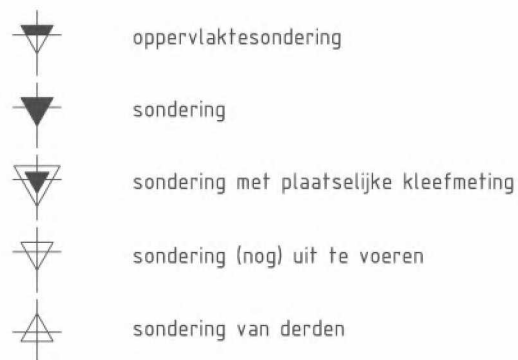 oppervlaktesondering
sondering
sondering met plaatselijke kleefmeting
sondering (nog) uit te voeren
sondering van derden